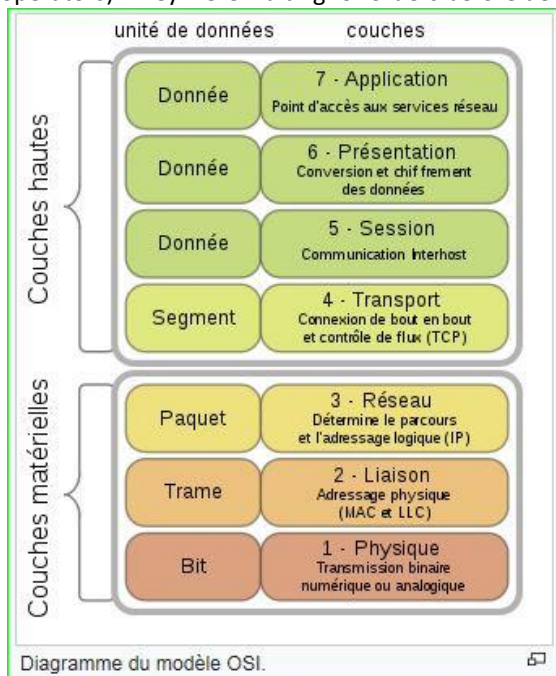 unité de données couches
Couches hautes
Donnée
7 - Application
Point d'accès aux services réseau
Donnée
6 - Présentation
Conversion et chif frement
des données
Donnée
5 - Session
Communication Interhost
Segment
4 - Transport
Connexion de bout en bout
et contrôle de flux (TCP)
Couches matérielles
Paquet
3 - Réseau
Détermine le parcours
et l'adressage logique (IP)
Trame
2 - Liaison
Adressage physique
(MAC et LLC)
Bit
1 - Physique
Transmission binaire
numérique ou analogique
Diagramme du modèle OSI.